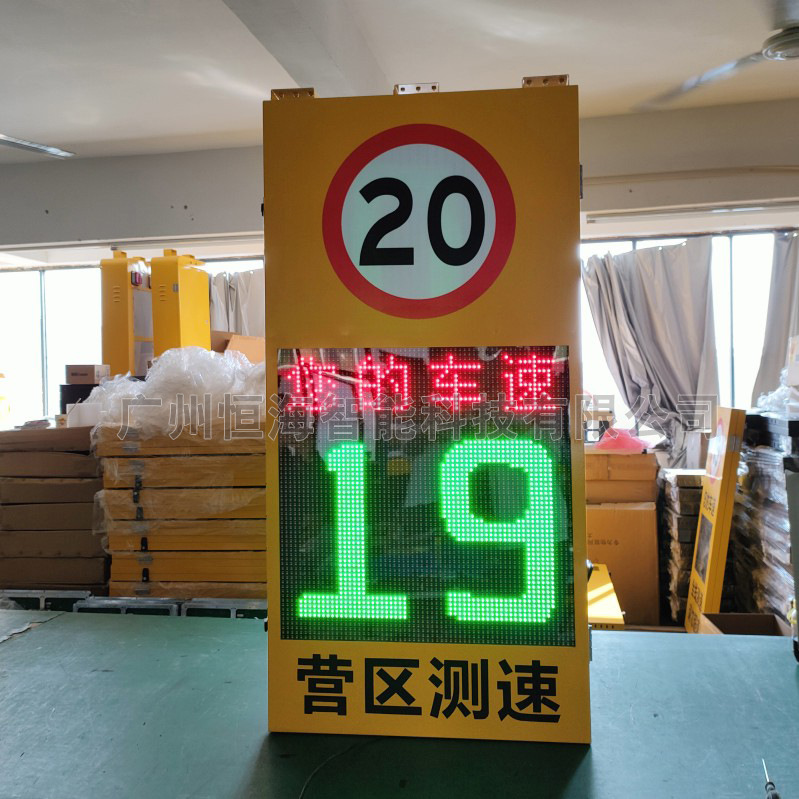 20
你的车速
广州恒海智能科技有限公司
19
营区测速